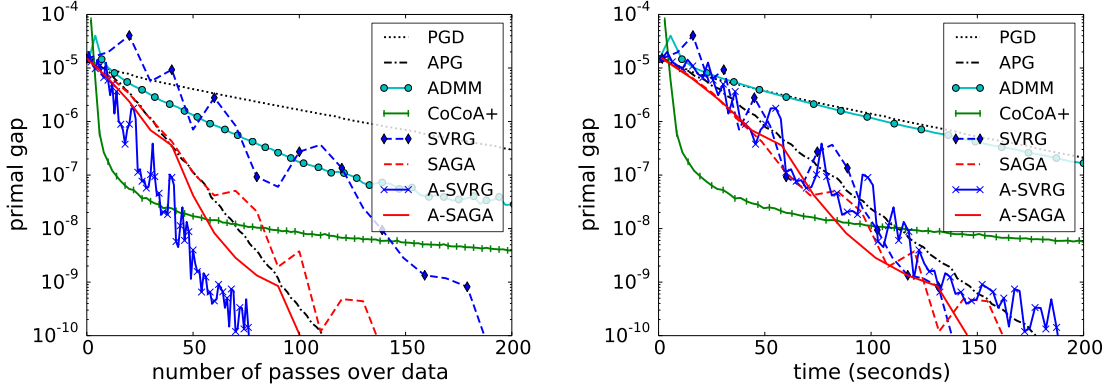 10^-4
10^-5
10^-6
10^-7
10^-8
10^-9
10^-10
primal gap
0 50 100 150 200
number of passes over data
PGD
APG
ADMM
CoCoA+
SVRG
SAGA
A-SVRG
A-SAGA
10^-4
10^-5
10^-6
10^-7
10^-8
10^-9
10^-10
primal gap
0 50 100 150 200
time (seconds)
PGD
APG
ADMM
CoCoA+
SVRG
SAGA
A-SVRG
A-SAGA